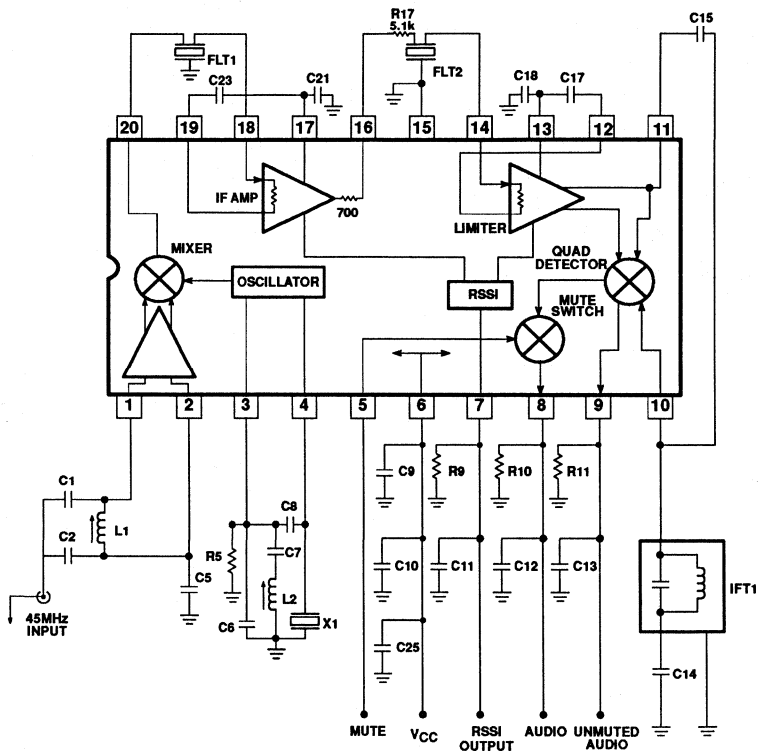 R17
5.1k
C15
FLT1
FLT2
C23
C21
C18
C17
20
19
18
17
16
15
14
13
12
11
IF AMP
700
LIMITER
MIXER
OSCILLATOR
RSSI
QUAD
DETECTOR
MUTE
SWITCH
1
2
3
4
5
6
7
8
9
10
C1
C2
L1
C5
45MHz
INPUT
R5
C6
C7
C8
L2
X1
C9
R9
R10
R11
C10
C11
C12
C13
C25
IFT1
C14
MUTE
VCC
RSSI
OUTPUT
AUDIO
UNMUTED
AUDIO